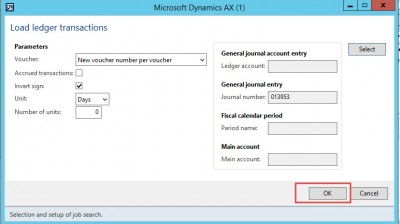 Microsoft Dynamics AX (1)
Load ledger transactions
Parameters
Voucher: New voucher number per voucher
Accrued transactions:
Invert sign:
Unit: Days
Number of units: 0
General journal account entry
Ledger account:
General journal entry
Journal number: 013953
Fiscal calendar period
Period name:
Main account
Main account:
Select
OK Cancel
Selection and setup of job search.